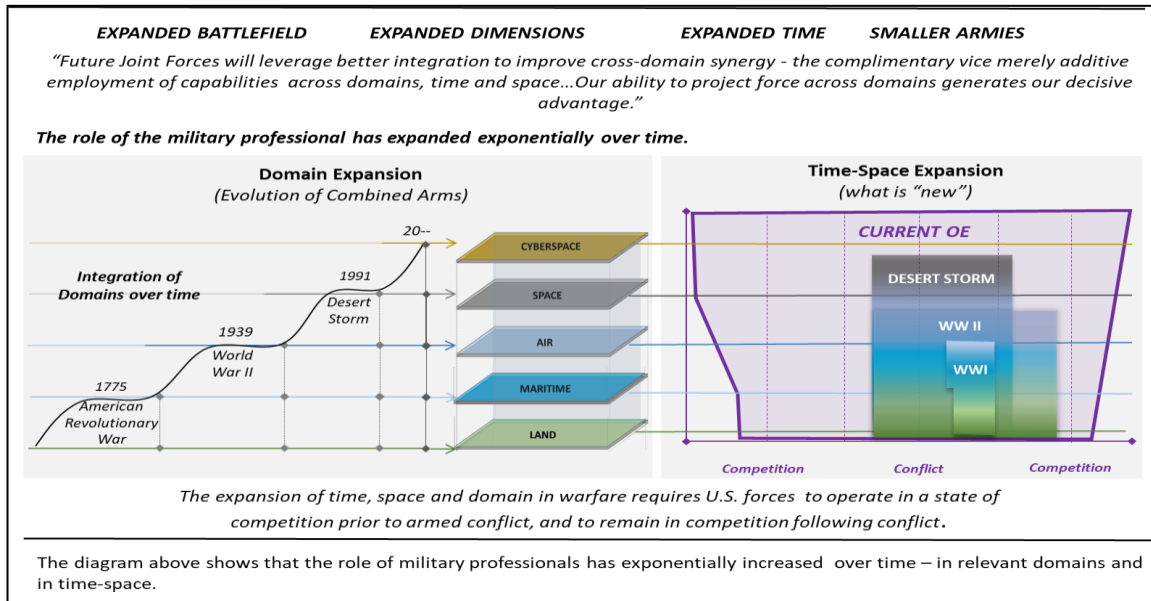 EXPANDED BATTLEFIELD EXPANDED DIMENSIONS EXPANDED TIME SMALLER ARMIES
“Future Joint Forces will leverage better integration to improve cross-domain synergy - the complimentary vice merely additive
employment of capabilities across domains, time and space...Our ability to project force across domains generates our decisive
advantage.”
The role of the military professional has expanded exponentially over time.
Domain Expansion
(Evolution of Combined Arms)
Integration of
Domains over time
1775
American
Revolutionary
War
1939
World
War II
1991
Desert
Storm
20--
CYBERSPACE
SPACE
AIR
MARITIME
LAND
Time-Space Expansion
(what is “new”)
CURRENT OE
DESERT STORM
WW II
WWI
Competition Conflict Competition
The expansion of time, space and domain in warfare requires U.S. forces to operate in a state of
competition prior to armed conflict, and to remain in competition following conflict.
The diagram above shows that the role of military professionals has exponentially increased over time – in relevant domains and
in time-space.